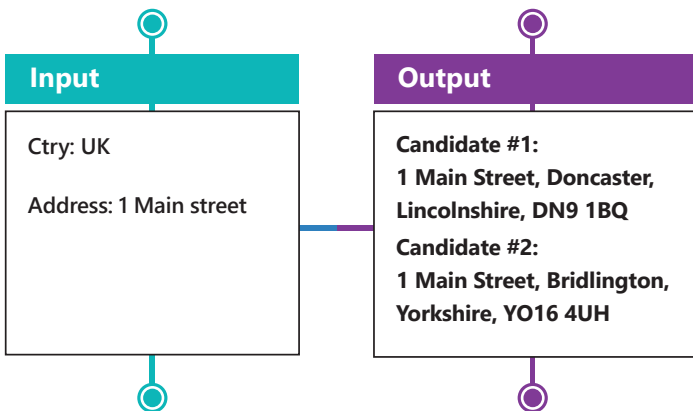 Input
Ctry: UK
Address: 1 Main street
Output
Candidate #1:
1 Main Street, Doncaster,
Lincolnshire, DN9 1BQ
Candidate #2:
1 Main Street, Bridlington,
Yorkshire, YO16 4UH